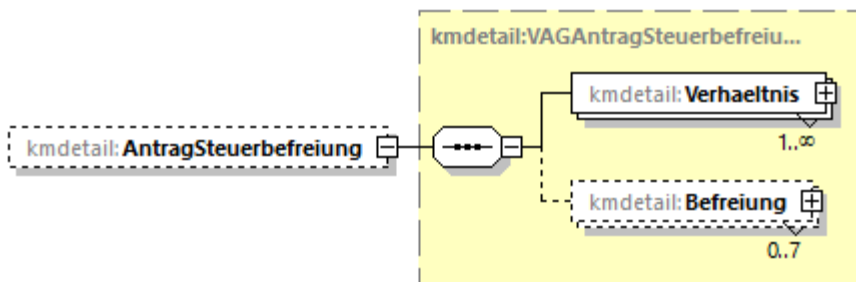 kmdetail:VAGAntragSteuerbefreiu...
kmdetail:Verhaeltnis
1..∞
kmdetail:AntragSteuerbefreiung
kmdetail:Befreiung
0..7